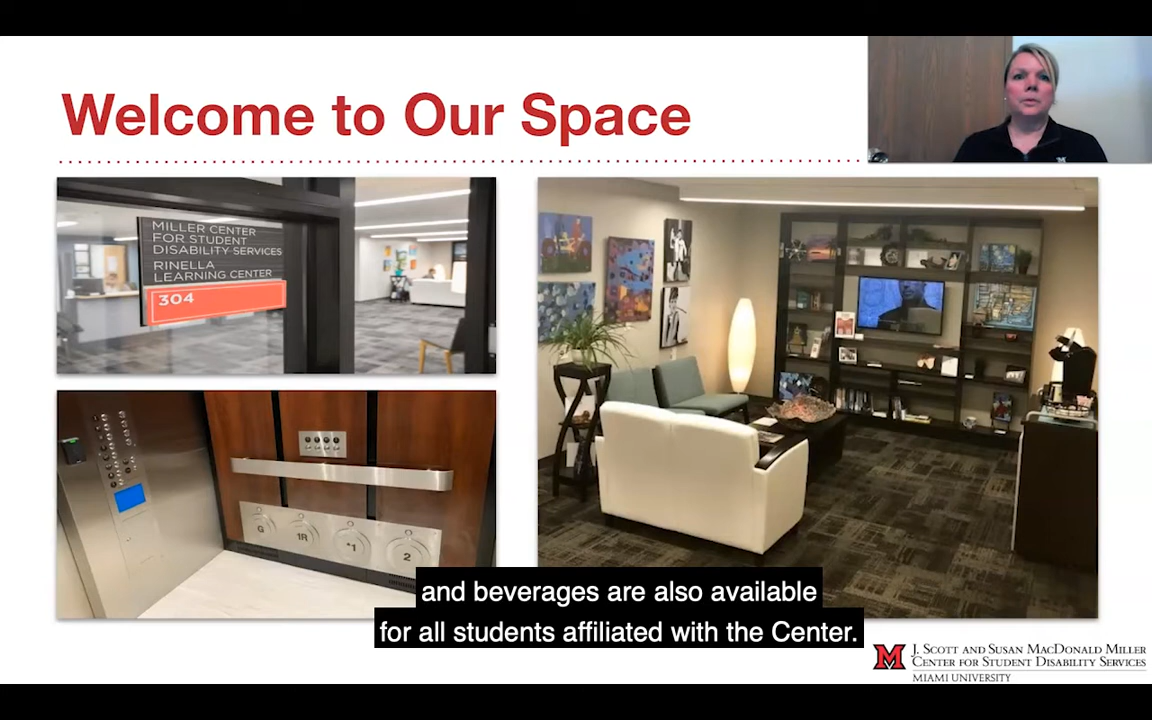 Welcome to Our Space
MILLER CENTER
FOR STUDENT
DISABILITY SERVICES
RINELLA
LEARNING CENTER
304
G
1R
*1
2
and beverages are also available
for all students affiliated with the Center.
M
J. SCOTT AND SUSAN MACDONALD MILLER
CENTER FOR STUDENT DISABILITY SERVICES
MIAMI UNIVERSITY